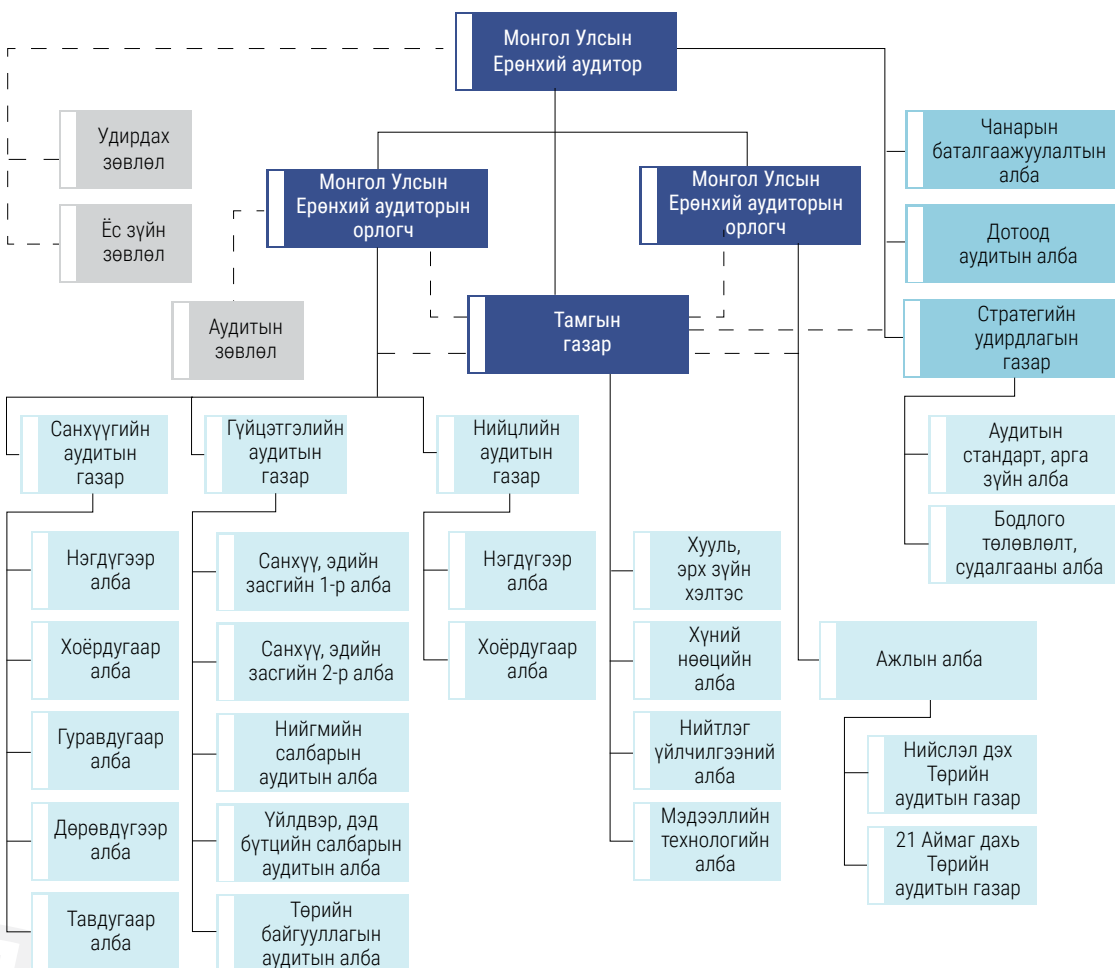 Монгол Улсын
Ерөнхий аудитор
Удирдах
зөвлөл
Ёс зүйн
зөвлөл
Аудитын
зөвлөл
Монгол Улсын
Ерөнхий аудиторын
орлогч
Монгол Улсын
Ерөнхий аудиторын
орлогч
Тамгын
газар
Чанарын
баталгаажуулалтын
алба
Дотоод
аудитын алба
Стратегийн
удирдлагын
газар
Аудитын
стандарт, арга
зүйн алба
Бодлого
төлөвлөлт,
судалгааны алба
Санхүүгийн
аудитын
газар
Нэгдүгээр
алба
Хоёрдугаар
алба
Гуравдугаар
алба
Дөрөвдүгээр
алба
Тавдугаар
алба
Гүйцэтгэлийн
аудитын
газар
Санхүү, эдийн
засгийн 1-р алба
Санхүү, эдийн
засгийн 2-р алба
Нийгмийн
салбарын
аудитын алба
Үйлдвэр, дэд
бүтцийн салбарын
аудитын алба
Төрийн
байгууллагын
аудитын алба
Нийцлийн
аудитын
газар
Нэгдүгээр
алба
Хоёрдугаар
алба
Хууль,
эрх зүйн
хэлтэс
Хүний
нөөцийн
алба
Нийтлэг
үйлчилгээний
алба
Мэдээллийн
технологийн
алба
Ажлын алба
Нийслэл дэх
Төрийн
аудитын газар
21 Аймаг дахь
Төрийн
аудитын газар